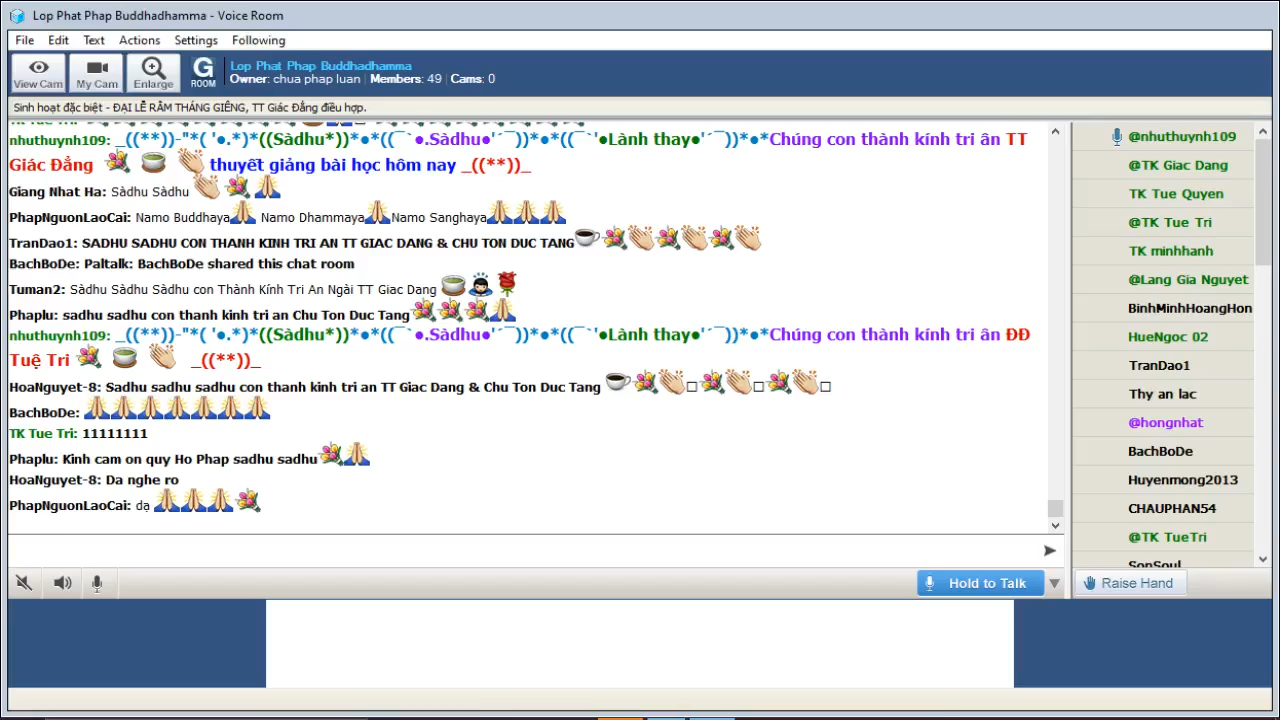 Lop Phat Phap Buddhadhamma - Voice Room
File Edit Text Actions Settings Following
View Cam My Cam Enlarge G ROOM
Lop Phat Phap Buddhadhamma
Owner: chua phap luan | Members: 49 | Cams: 0
Sinh hoạt đặc biệt - ĐẠI LỄ RẰM THÁNG GIÊNG, TT Giác Đẳng điều hợp.
nhuthuynh109: _((**))-"*( '●.*)*((Sàdhu*))*●*((¯`●.Sàdhu●'´¯))*●*((¯`'●Lành thay●'´¯))*●*Chúng con thành kính tri ân TT
Giác Đẳng thuyết giảng bài học hôm nay _((**))_
Giang Nhat Ha: Sàdhu Sàdhu
PhapNguonLaoCai: Namo Buddhaya Namo Dhammaya Namo Sanghaya
TranDao1: SADHU SADHU CON THANH KINH TRI AN TT GIAC DANG & CHU TON DUC TANG
BachBoDe: Paltalk: BachBoDe shared this chat room
Tuman2: Sàdhu Sàdhu Sàdhu con Thành Kính Tri An Ngài TT Giac Dang
Phaplu: sadhu sadhu con thanh kinh tri an Chu Ton Duc Tang
nhuthuynh109: _((**))-"*( '●.*)*((Sàdhu*))*●*((¯`●.Sàdhu●'´¯))*●*((¯`'●Lành thay●'´¯))*●*Chúng con thành kính tri ân ĐĐ
Tuệ Tri _((**))_
HoaNguyet-8: Sadhu sadhu sadhu con thanh kinh tri an TT Giac Dang & Chu Ton Duc Tang □ □ □
BachBoDe:
TK Tue Tri: 11111111
Phaplu: Kinh cam on quy Ho Phap sadhu sadhu
HoaNguyet-8: Da nghe ro
PhapNguonLaoCai: dạ
Hold to Talk
@nhuthuynh109
@TK Giac Dang
TK Tue Quyen
@TK Tue Tri
TK minhhanh
@Lang Gia Nguyet
BinhMinhHoangHon
HueNgoc 02
TranDao1
Thy an lac
@hongnhat
BachBoDe
Huyenmong2013
CHAUPHAN54
@TK TueTri
SonSoul
Raise Hand